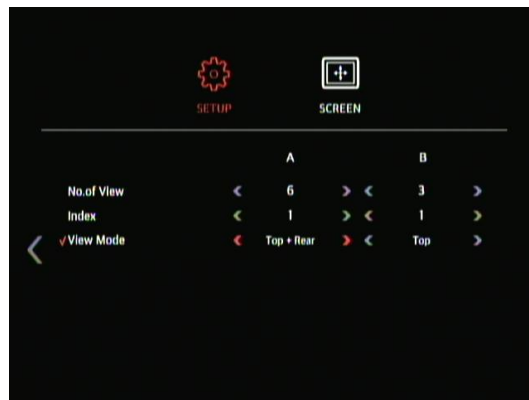 SETUP SCREEN
A B
No.of View 6 3
Index 1 1
√View Mode Top + Rear Top